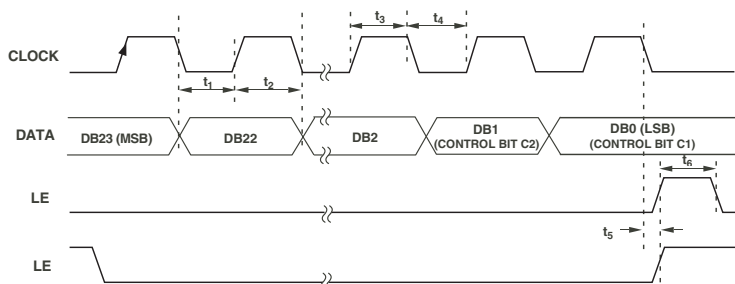 t3
t4
CLOCK
t1
t2
DATA
DB23 (MSB)
DB22
DB2
DB1
(CONTROL BIT C2)
DB0 (LSB)
(CONTROL BIT C1)
t6
LE
t5
LE